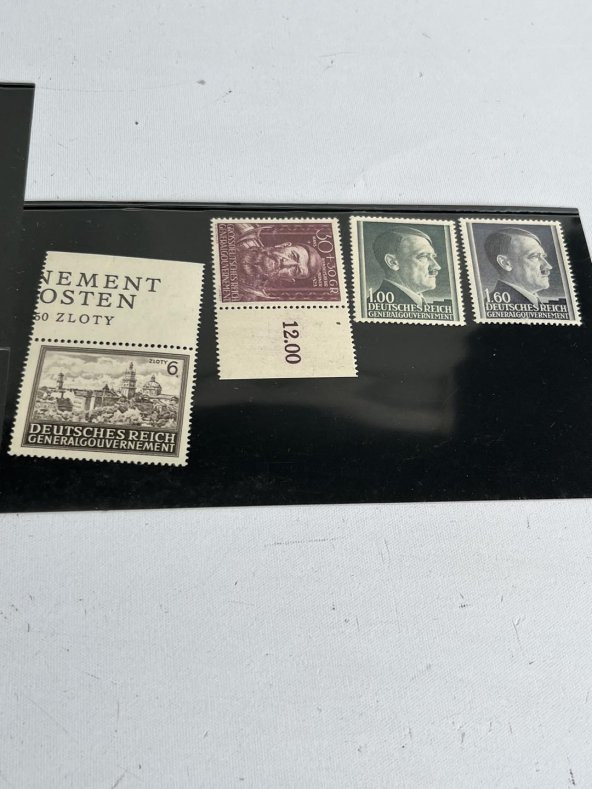 NEMENT
OSTEN
50 ZLOTY
ZLOTY 6
DEUTSCHES REICH
GENERALGOUVERNEMENT
12.00
1.00
DEUTSCHES REICH
GENERALGOUVERNEMENT
1.60
DEUTSCHES REICH
GENERALGOUVERNEMENT